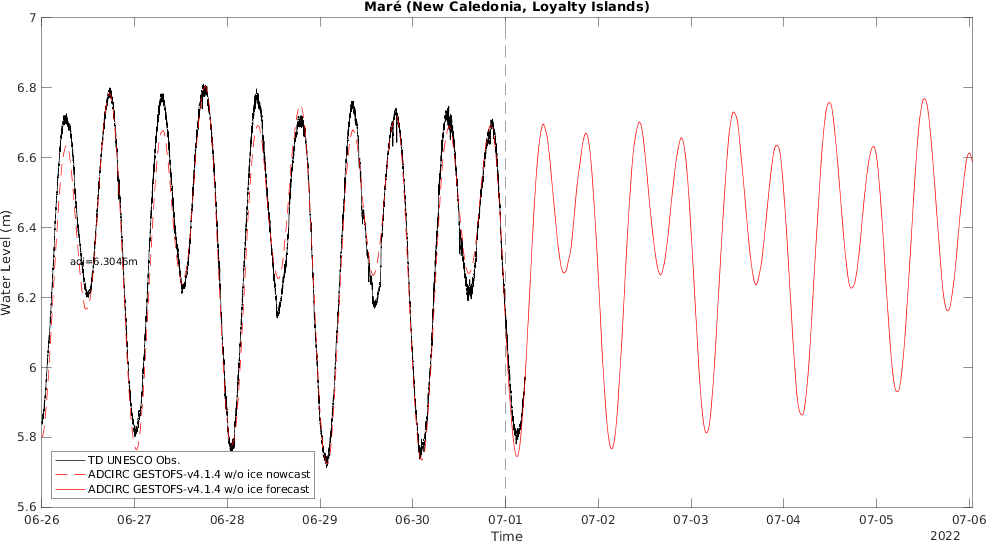 Maré (New Caledonia, Loyalty Islands)
7
6.8
6.6
6.4
6.2
6
5.8
5.6
Water Level (m)
adj=6.3046m
TD UNESCO Obs.
ADCIRC GESTOFS-v4.1.4 w/o ice nowcast
ADCIRC GESTOFS-v4.1.4 w/o ice forecast
06-26 06-27 06-28 06-29 06-30 07-01 07-02 07-03 07-04 07-05 07-06
Time
2022